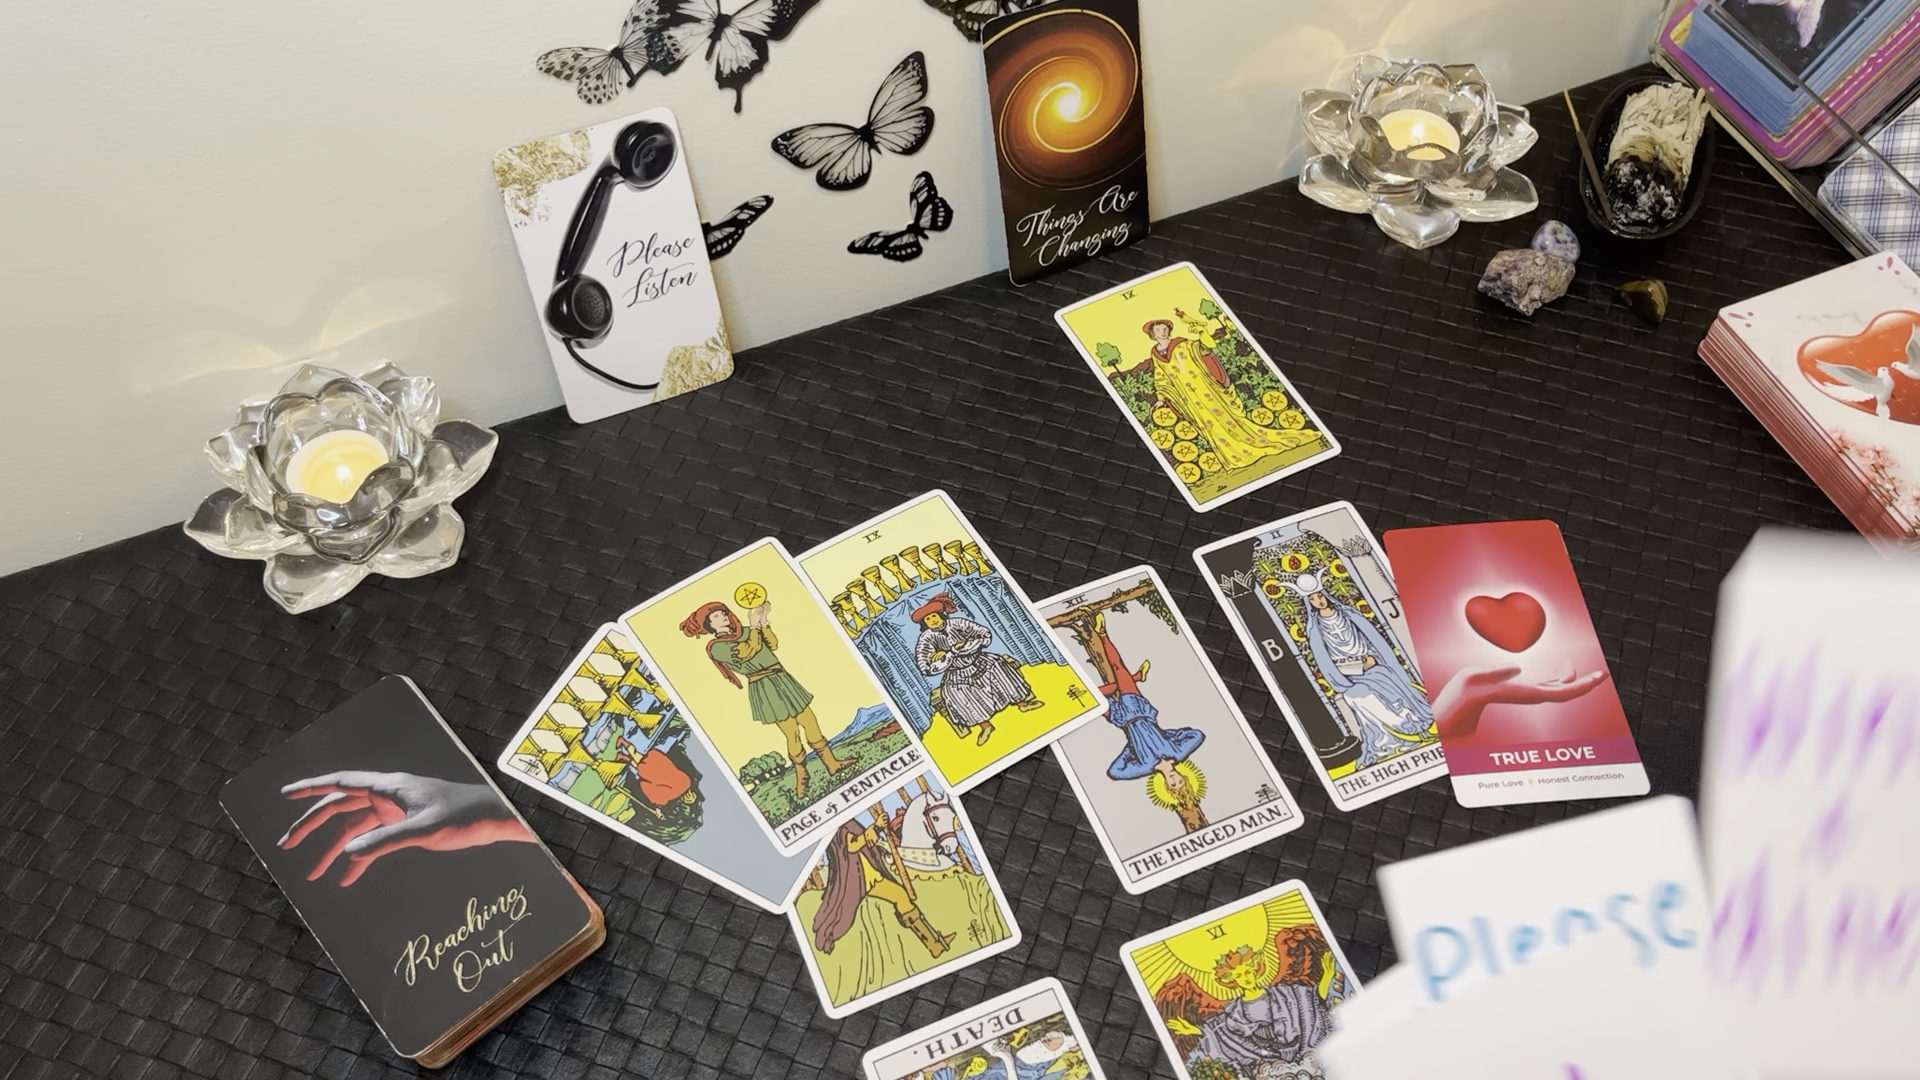 Things Are
Changing
Please
Listen
IX
IX
II
B
J
XII
THE HIGH PRIE
TRUE LOVE
Pure Love + Honest Connection
PAGE of PENTACLE
THE HANGED MAN.
Reaching
Out
VI
Please
DEATH.